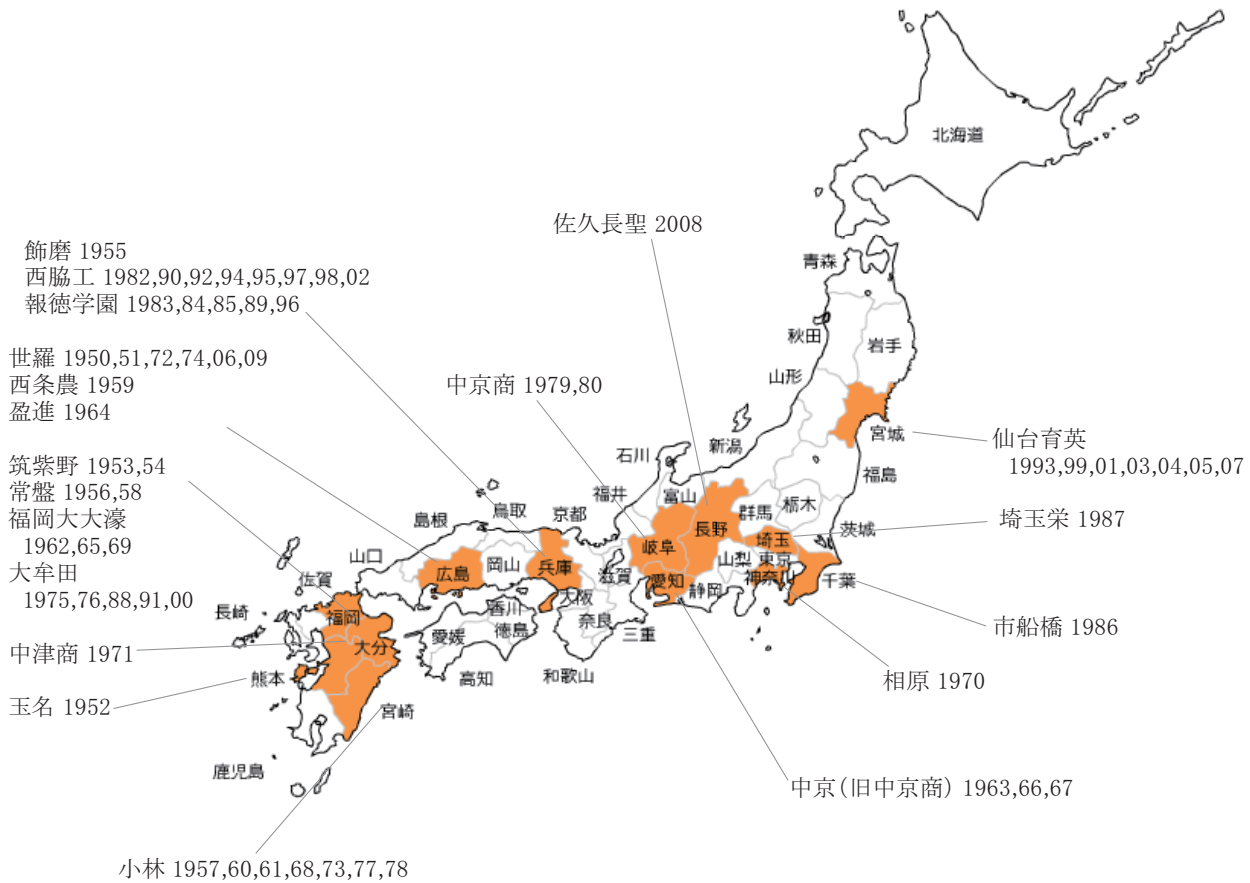 北海道
佐久長聖 2008
飾磨 1955
西脇工 1982,90,92,94,95,97,98,02
報徳学園 1983,84,85,89,96
青森
秋田
岩手
世羅 1950,51,72,74,06,09
西条農 1959
盈進 1964
中京商 1979,80
山形
宮城
仙台育英
1993,99,01,03,04,05,07
新潟
石川
福島
筑紫野 1953,54
常盤 1956,58
福岡大大濠
1962,65,69
大牟田
1975,76,88,91,00
福井
富山
群馬
栃木
鳥取
京都
島根
長野
茨城
埼玉栄 1987
埼玉
山口
岡山
兵庫
岐阜
滋賀
山梨
東京
広島
佐賀
愛知
静岡
神奈川
千葉
大阪
香川
長崎
福岡
奈良
徳島
愛媛
三重
市船橋 1986
中津商 1971
大分
熊本
高知
和歌山
相原 1970
玉名 1952
宮崎
鹿児島
中京(旧中京商) 1963,66,67
小林 1957,60,61,68,73,77,78